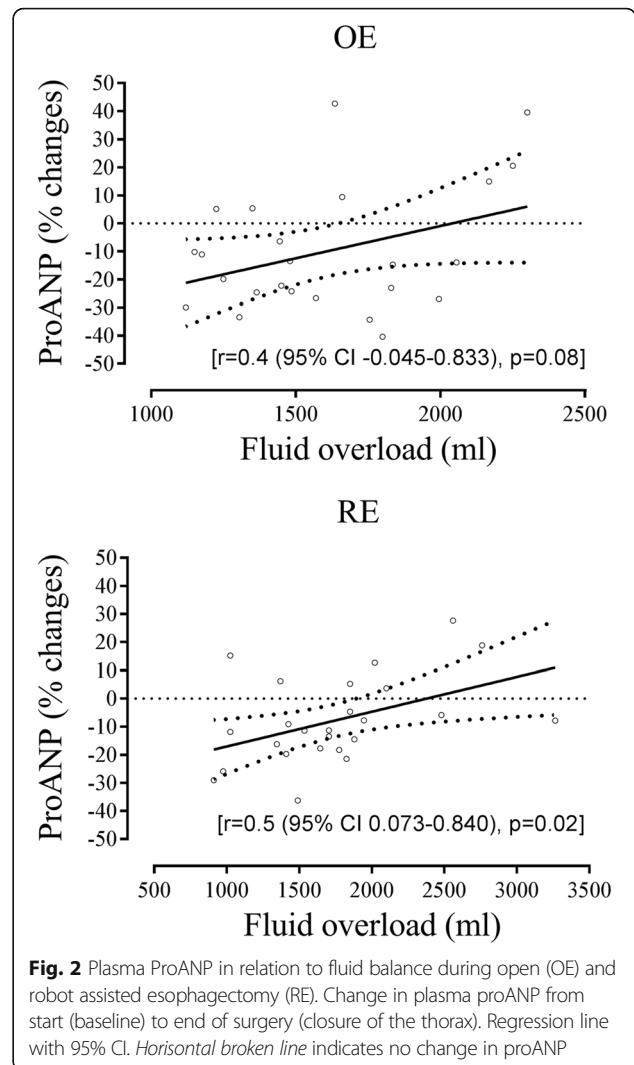 OE
50
40
30
20
10
0
-10
-20
-30
-40
-50
ProANP (% changes)
[r=0.4 (95% CI -0.045-0.833), p=0.08]
1000 1500 2000 2500
Fluid overload (ml)
RE
50
40
30
20
10
0
-10
-20
-30
-40
-50
ProANP (% changes)
[r=0.5 (95% CI 0.073-0.840), p=0.02]
500 1000 1500 2000 2500 3000 3500
Fluid overload (ml)
Fig. 2 Plasma ProANP in relation to fluid balance during open (OE) and
robot assisted esophagectomy (RE). Change in plasma proANP from
start (baseline) to end of surgery (closure of the thorax). Regression line
with 95% CI. Horisontal broken line indicates no change in proANP